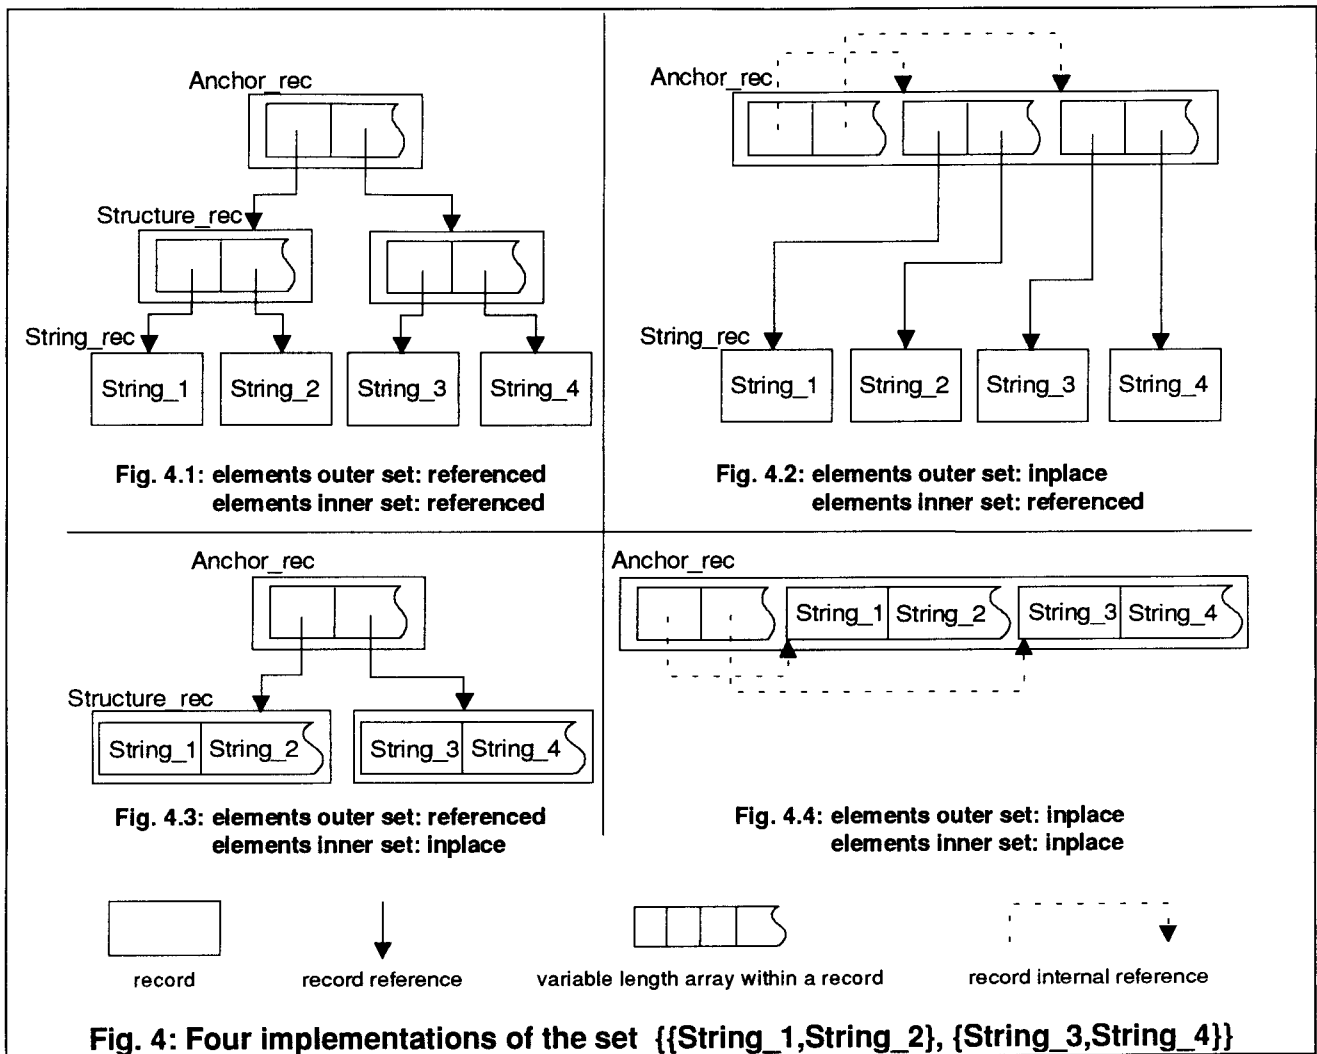 Anchor_rec
Structure_rec
String_rec
String_1 String_2 String_3 String_4
Fig. 4.1: elements outer set: referenced
elements inner set: referenced
Anchor_rec
String_rec
String_1 String_2 String_3 String_4
Fig. 4.2: elements outer set: inplace
elements inner set: referenced
Anchor_rec
Structure_rec
String_1 String_2 String_3 String_4
Fig. 4.3: elements outer set: referenced
elements inner set: inplace
Anchor_rec
String_1 String_2 String_3 String_4
Fig. 4.4: elements outer set: inplace
elements inner set: inplace
record
record reference
variable length array within a record
record internal reference
Fig. 4: Four implementations of the set {{String_1,String_2}, {String_3,String_4}}